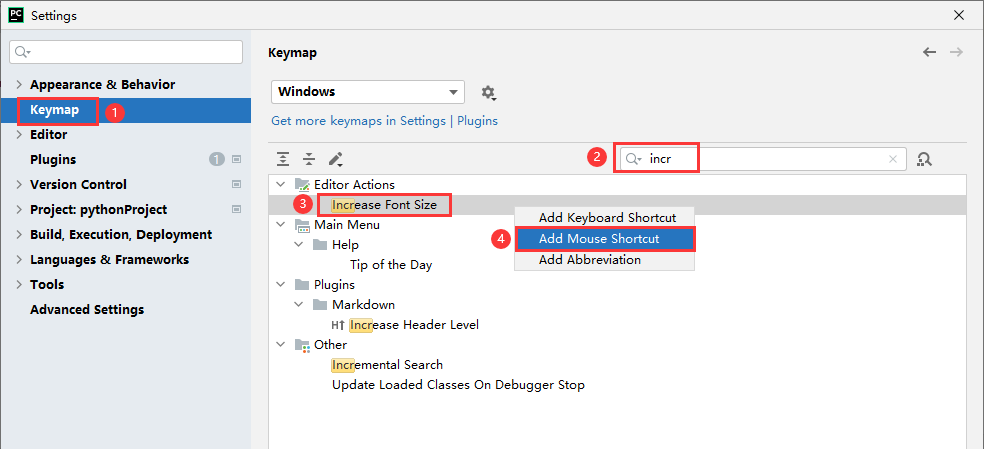 PC Settings
Keymap
Appearance & Behavior
Keymap 1
Editor
Plugins 1
Version Control
Project: pythonProject
Build, Execution, Deployment
Languages & Frameworks
Tools
Advanced Settings
Windows
Get more keymaps in Settings | Plugins
2 incr
Editor Actions
3 Increase Font Size
Main Menu
Help
Tip of the Day
Plugins
Markdown
H↑ Increase Header Level
Other
Incremental Search
Update Loaded Classes On Debugger Stop
Add Keyboard Shortcut
4 Add Mouse Shortcut
Add Abbreviation